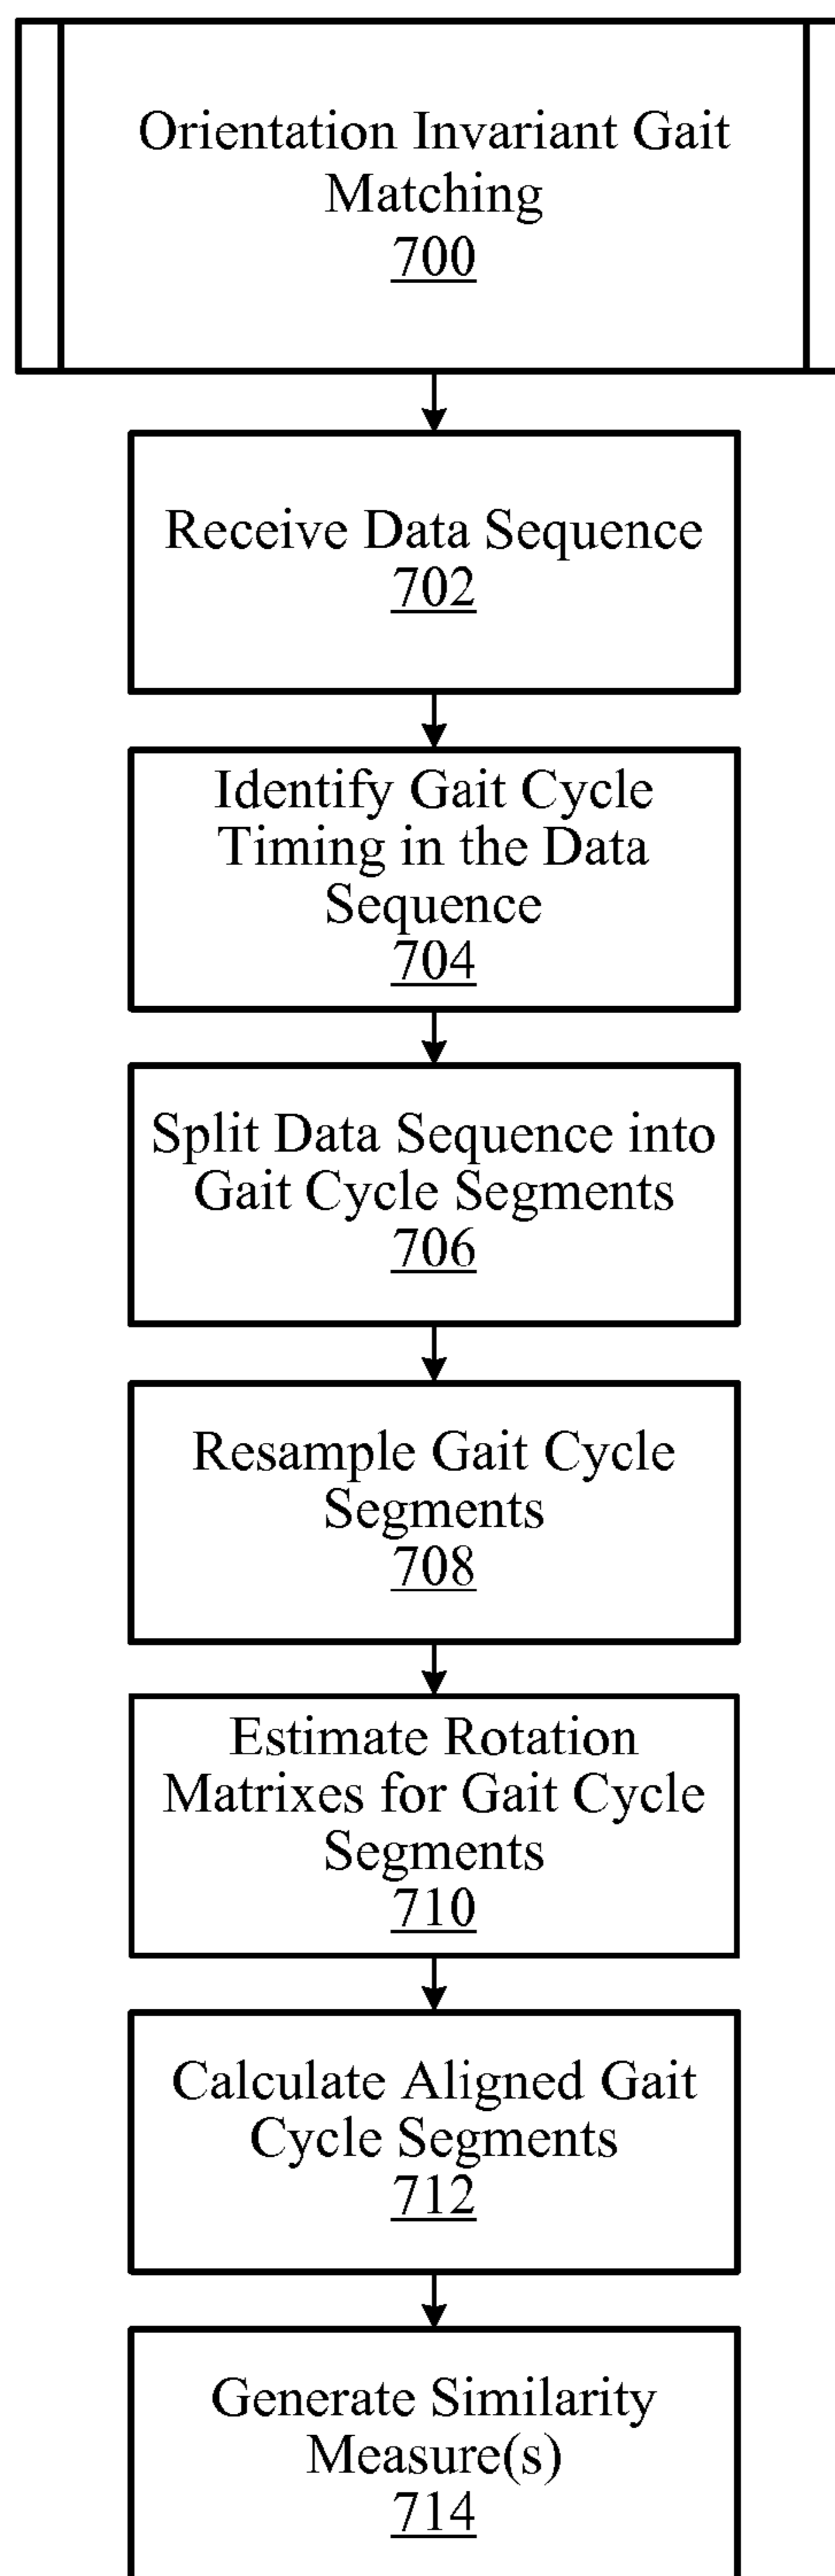 Orientation Invariant Gait
Matching
700
Receive Data Sequence
702
Identify Gait Cycle
Timing in the Data
Sequence
704
Split Data Sequence into
Gait Cycle Segments
706
Resample Gait Cycle
Segments
708
Estimate Rotation
Matrixes for Gait Cycle
Segments
710
Calculate Aligned Gait
Cycle Segments
712
Generate Similarity
Measure(s)
714